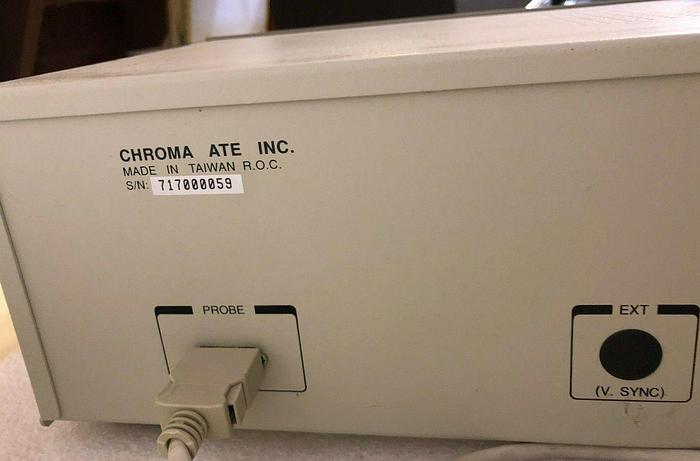 CHROMA ATE INC.
MADE IN TAIWAN R.O.C.
S/N: 717000059
PROBE
EXT
(V. SYNC)